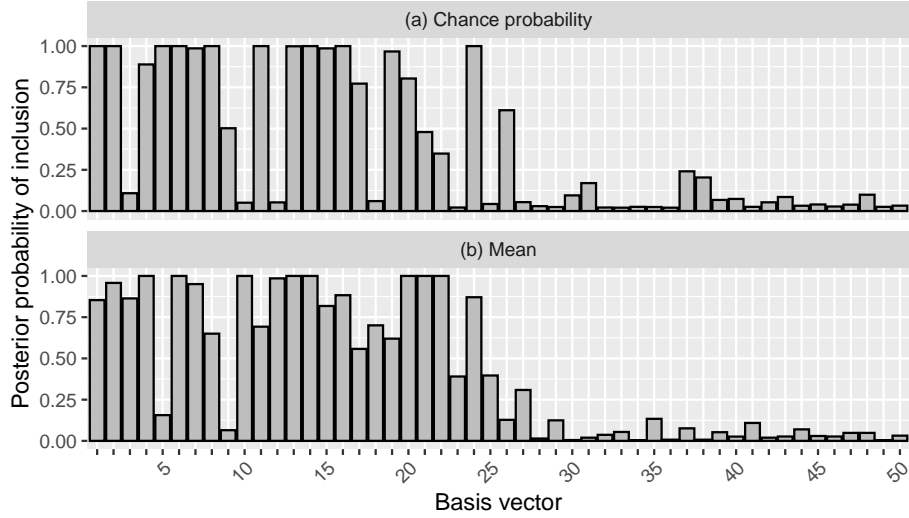 (a) Chance probability
1.00
0.75
0.50
0.25
0.00
Posterior probability of inclusion
(b) Mean
1.00
0.75
0.50
0.25
0.00
5 10 15 20 25 30 35 40 45 50
Basis vector